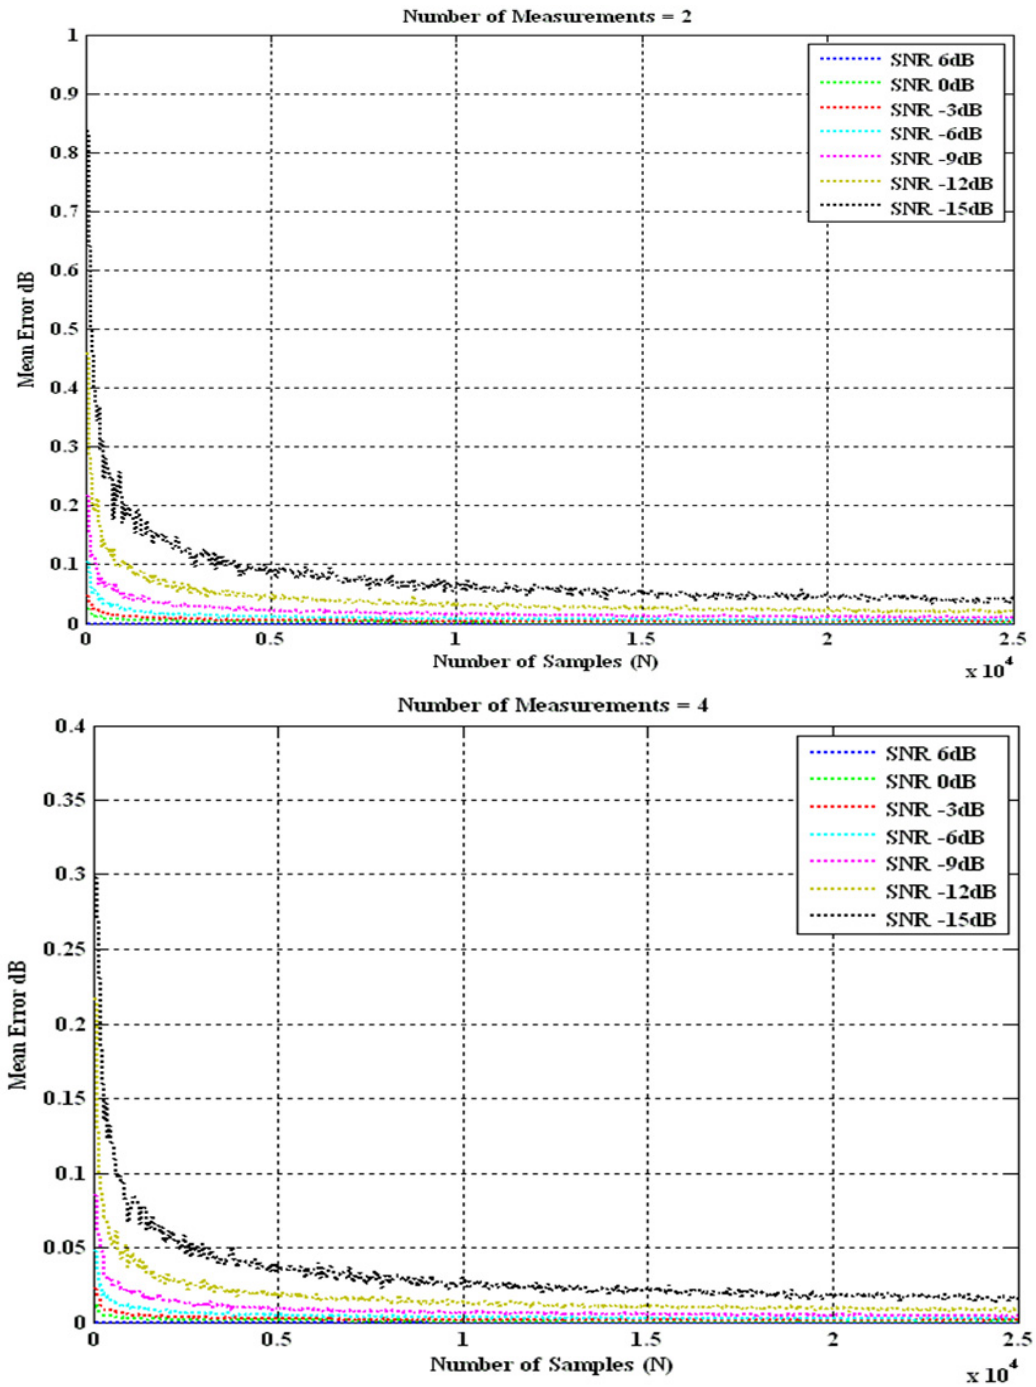 Number of Measurements = 2
1
0.9
0.8
0.7
0.6
0.5
0.4
0.3
0.2
0.1
0
Mean Error dB
SNR 6dB
SNR 0dB
SNR -3dB
SNR -6dB
SNR -9dB
SNR -12dB
SNR -15dB
0 0.5 1 1.5 2 2.5
Number of Samples (N)
x 10⁴
Number of Measurements = 4
0.4
0.35
0.3
0.25
0.2
0.15
0.1
0.05
0
Mean Error dB
SNR 6dB
SNR 0dB
SNR -3dB
SNR -6dB
SNR -9dB
SNR -12dB
SNR -15dB
0 0.5 1 1.5 2 2.5
Number of Samples (N)
x 10⁴